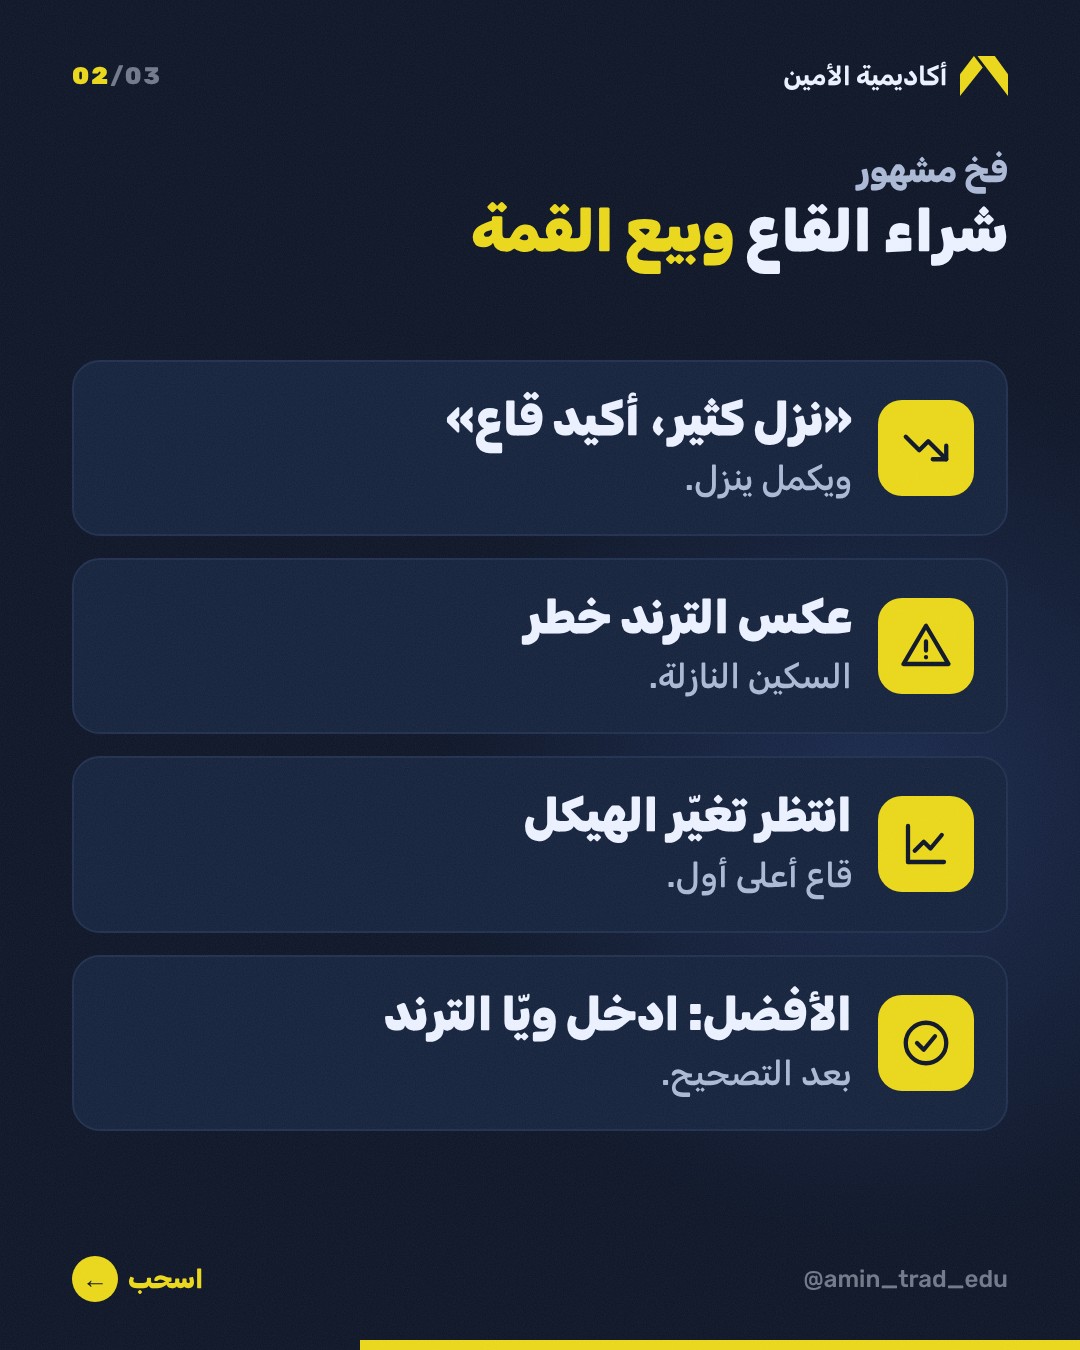 أكاديمية الأمين
02/03
فخ مشهور
شراء القاع وبيع القمة
«نزل كثير، أكيد قاع»
ويكمل ينزل.
عكس الترند خطر
السكين النازلة.
انتظر تغيّر الهيكل
قاع أعلى أول.
الأفضل: ادخل ويّا الترند
بعد التصحيح.
@amin_trad_edu
اسحب ←